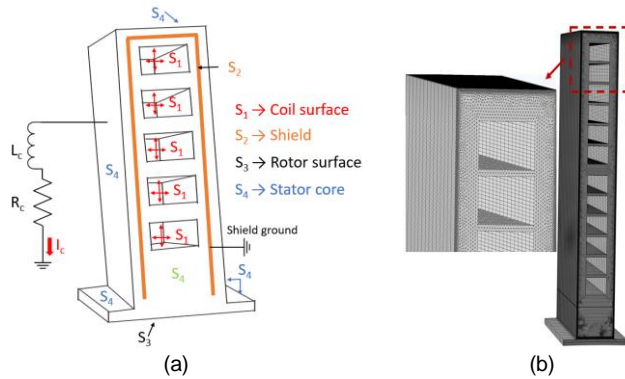 S4
S1
S2
S1
S1 → Coil surface
S2 → Shield
S1
S3 → Rotor surface
Lc
S4
S4 → Stator core
S1
Rc
S1
Shield ground
Ic
S4
S4
S4
S3
(a)
(b)